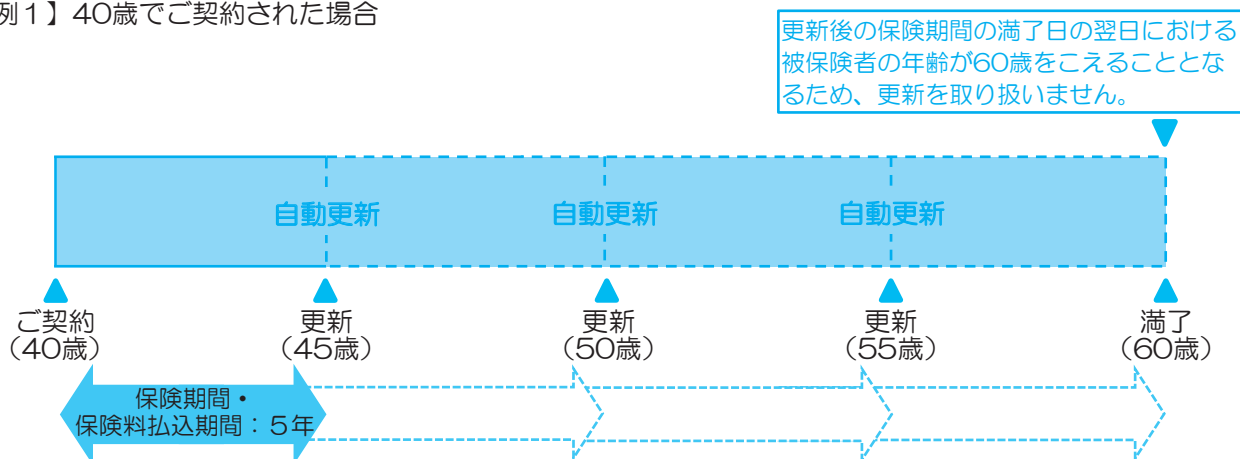 例１】40歳でご契約された場合
更新後の保険期間の満了日の翌日における
被保険者の年齢が60歳をこえることとな
るため、更新を取り扱いません。
自動更新 自動更新 自動更新
ご契約 更新 更新 更新 満了
（40歳） （45歳） （50歳） （55歳） （60歳）
保険期間・
保険料払込期間：５年